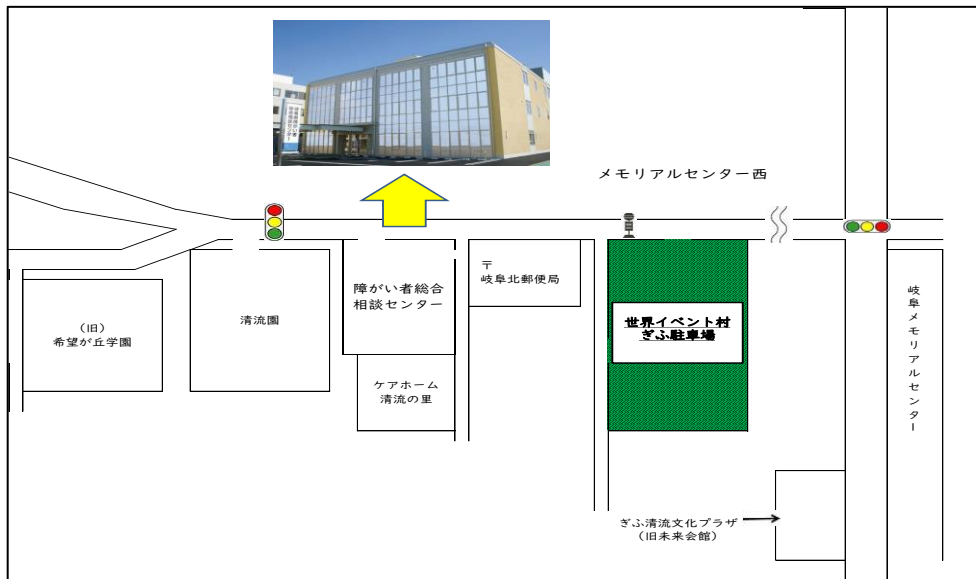 メモリアルセンター西
〒
岐阜北郵便局
障がい者総合
相談センター
清流園
(旧)
希望が丘学園
ケアホーム
清流の里
世界イベント村
ぎふ駐車場
岐阜メモリアルセンター
ぎふ清流文化プラザ
(旧未来会館)